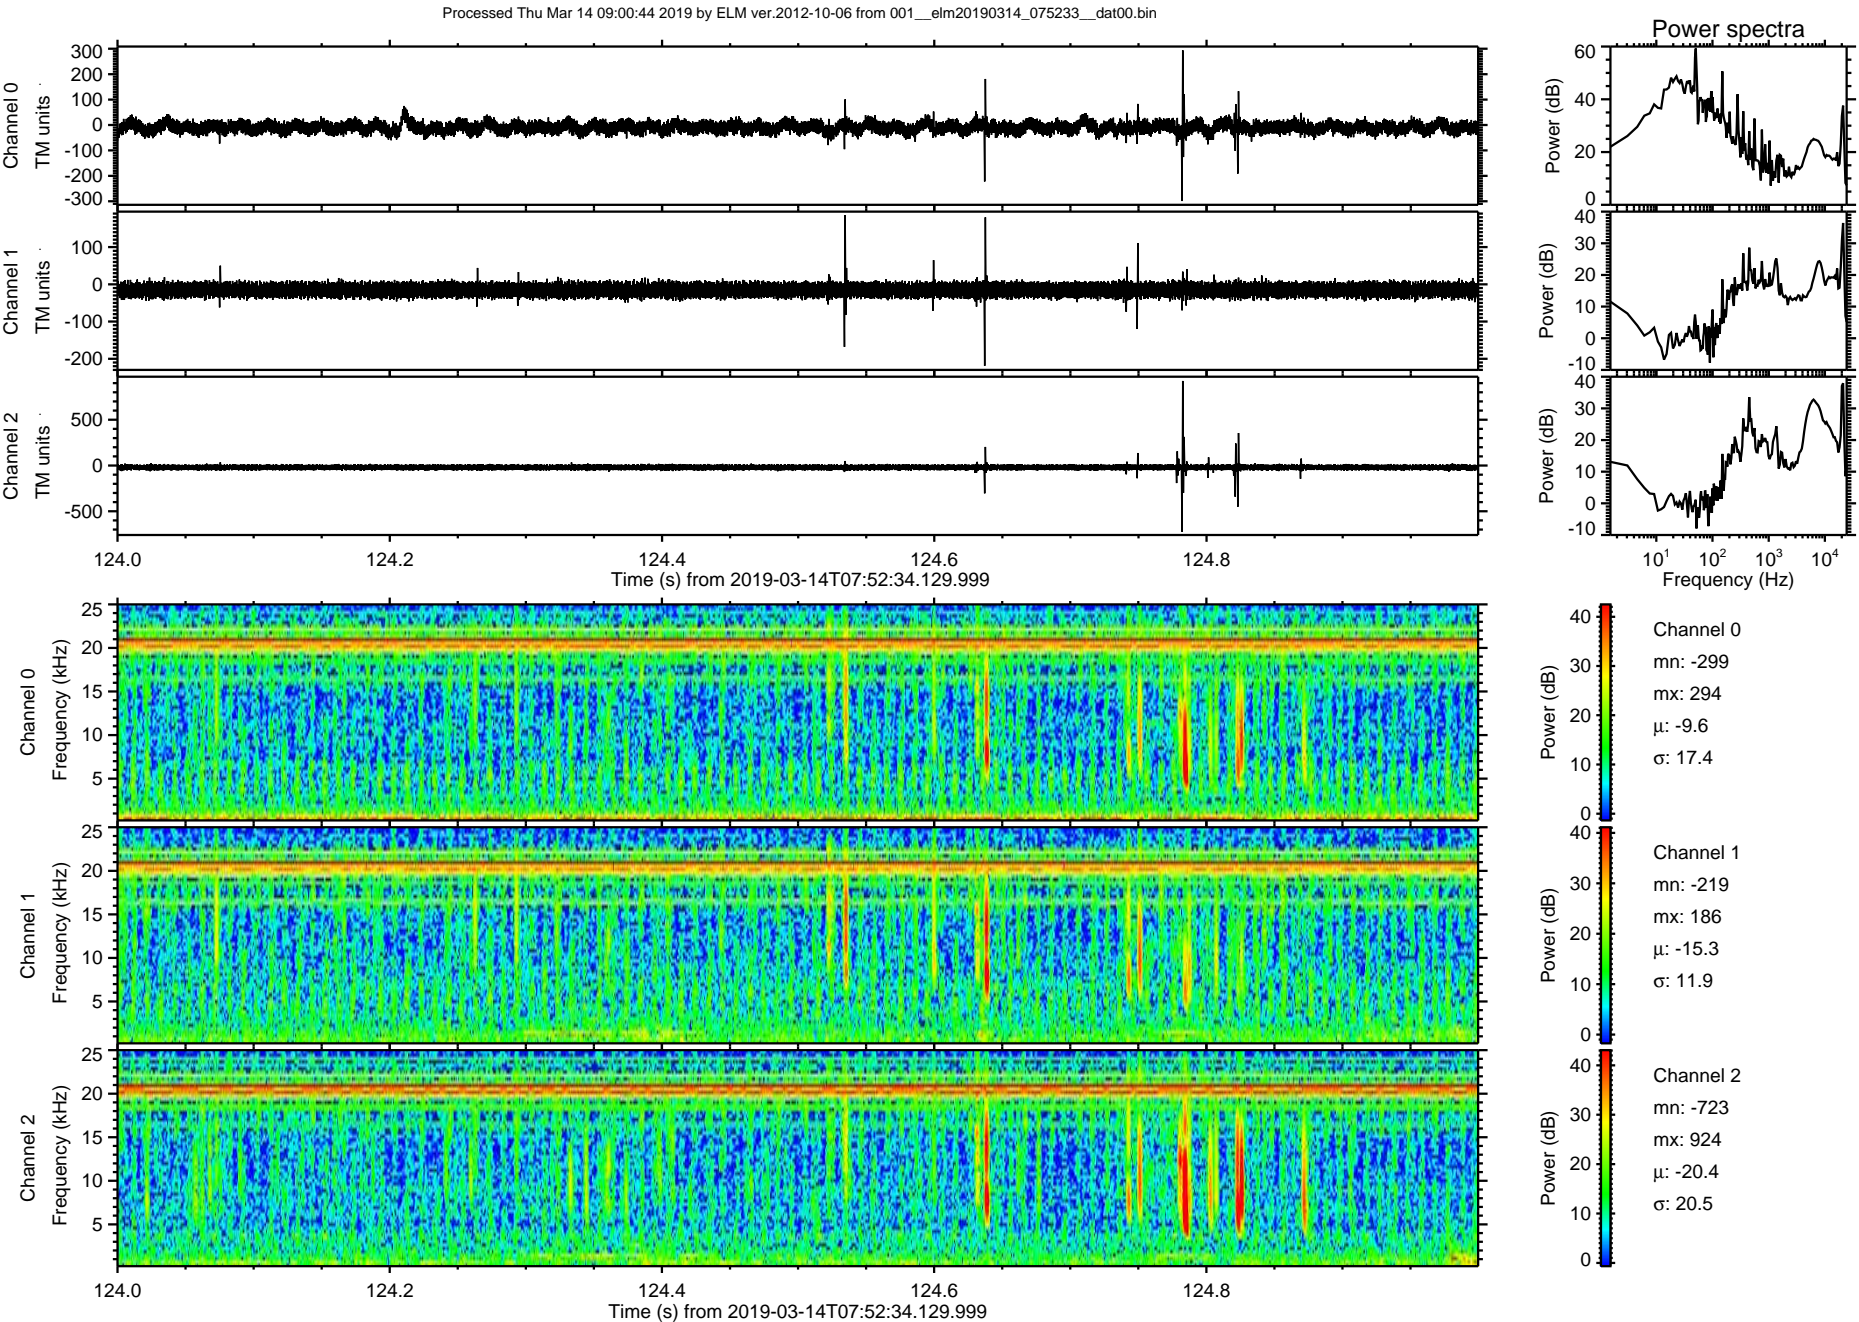 Processed Thu Mar 14 09:00:44 2019 by ELM ver.2012-10-06 from 001__elm20190314_075233__dat00.bin
Power spectra
Channel 0
TM units
300
200
100
0
-100
-200
-300
Power (dB)
60
40
20
0
Channel 1
TM units
100
0
-100
-200
Power (dB)
40
30
20
10
0
-10
Channel 2
TM units
500
0
-500
Power (dB)
40
30
20
10
0
-10
124.0 124.2 124.4 124.6 124.8
Time (s) from 2019-03-14T07:52:34.129.999
10^1 10^2 10^3 10^4
Frequency (Hz)
Channel 0
Frequency (kHz)
25
20
15
10
5
Power (dB)
40
30
20
10
0
Channel 0
mn: -299
mx: 294
μ: -9.6
σ: 17.4
Channel 1
Frequency (kHz)
25
20
15
10
5
Power (dB)
40
30
20
10
0
Channel 1
mn: -219
mx: 186
μ: -15.3
σ: 11.9
Channel 2
Frequency (kHz)
25
20
15
10
5
Power (dB)
40
30
20
10
0
Channel 2
mn: -723
mx: 924
μ: -20.4
σ: 20.5
124.0 124.2 124.4 124.6 124.8
Time (s) from 2019-03-14T07:52:34.129.999